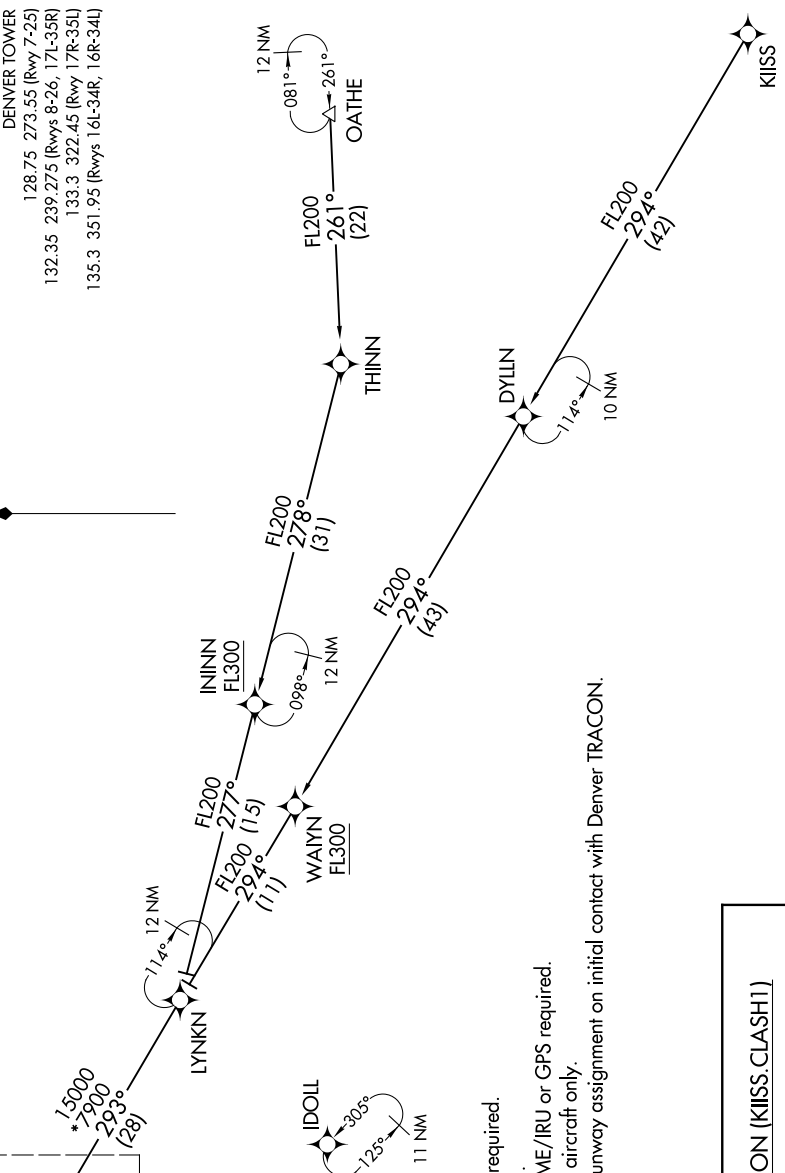 DENVER TOWER
128.75 273.55 (Rwy 7-25)
132.35 239.275 (Rwys 8-26, 17L-35R)
133.3 322.45 (Rwy 17R-35L)
135.3 351.95 (Rwys 16L-34R, 16R-34L)
KIISS
12 NM
081°
261°
OATHE
FL200
261°
(22)
FL200
294°
(42)
THINN
DYLLN
114°
10 NM
FL200
278°
(31)
FL200
294°
(43)
ININN
FL300
098°
12 NM
FL200
277°
(15)
WAIYN
FL300
FL200
294°
(11)
12 NM
114°
LYNKN
15000
*7900
293°
(28)
IDOLL
305°
125°
11 NM
required.
ME/IRU or GPS required.
aircraft only.
unway assignment on initial contact with Denver TRACON.
ON (KIISS.CLASH1)